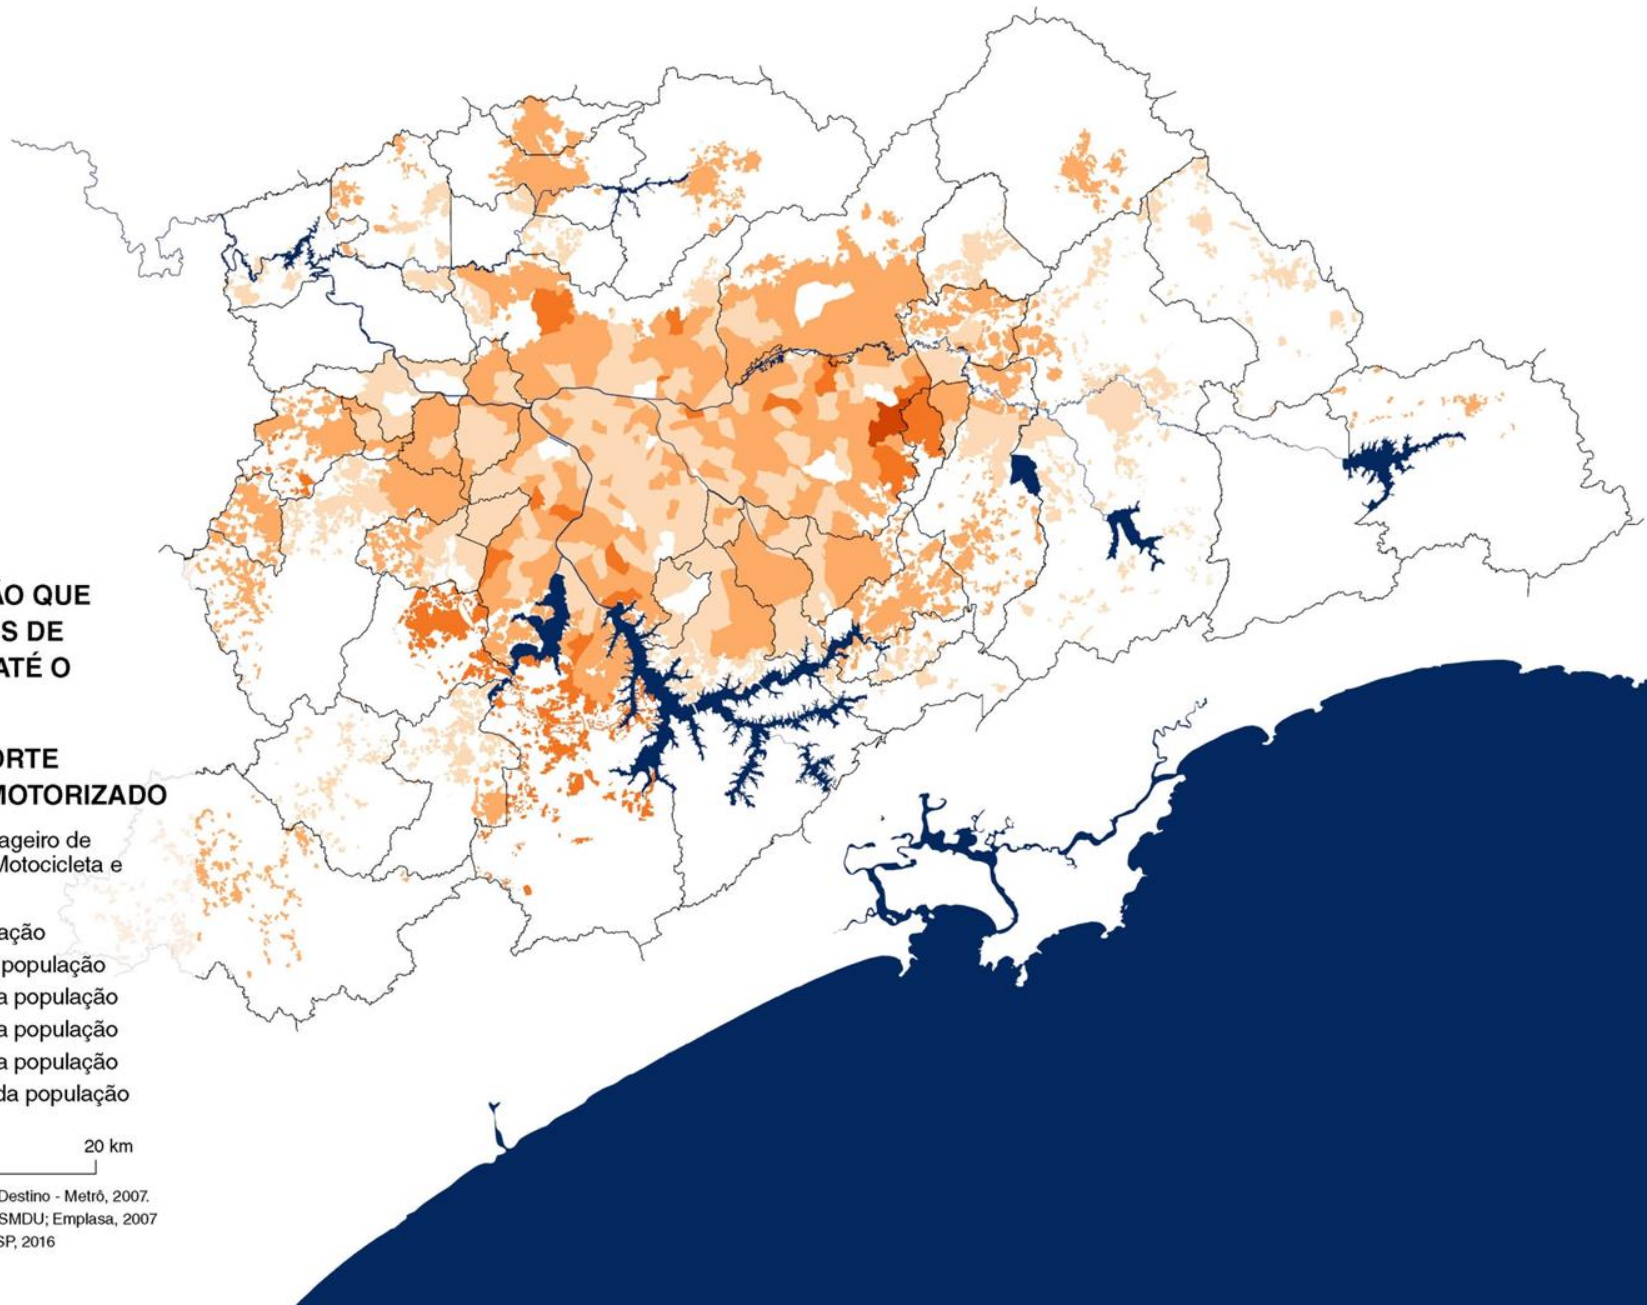 ÃO QUE
S DE
ATÉ O
ORTE
MOTORIZADO
ageiro de
Motocicleta e
ação
população
a população
a população
a população
da população
20 km
Destino - Metrô, 2007.
SMDU; Emplasa, 2007
SP, 2016